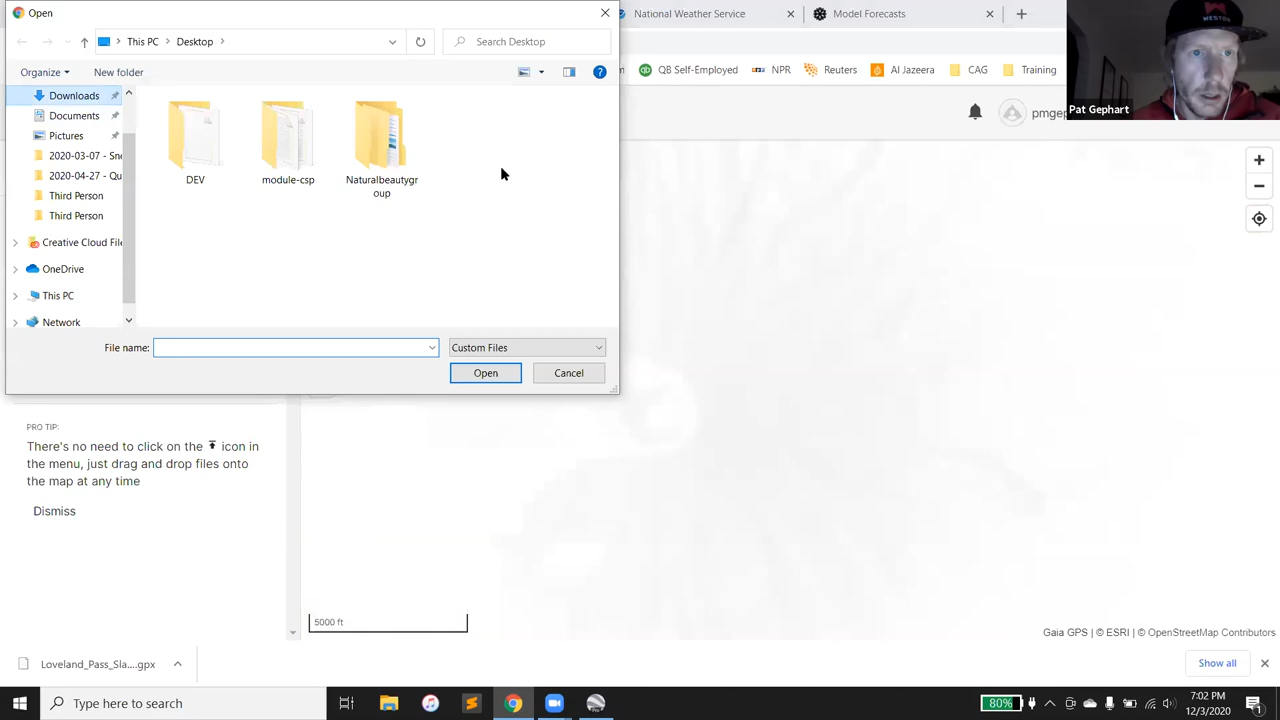 Open
National Weather Service
Model Forecasts
This PC
Desktop
Search Desktop
Organize
New folder
QB Self-Employed
NPR
Reuters
Al Jazeera
CAG
Training
Downloads
Documents
Pictures
2020-03-07 - Sne
2020-04-27 - Qu
Third Person
Third Person
Creative Cloud File
OneDrive
This PC
Network
DEV
module-csp
Naturalbeautygr
oup
Pat Gephart
pmgep
File name:
Custom Files
Open
Cancel
PRO TIP:
There's no need to click on the icon in
the menu, just drag and drop files onto
the map at any time
Dismiss
5000 ft
Gaia GPS | © ESRI | © OpenStreetMap Contributors
Loveland_Pass_Sla....gpx
Show all
Type here to search
80%
7:02 PM
12/3/2020